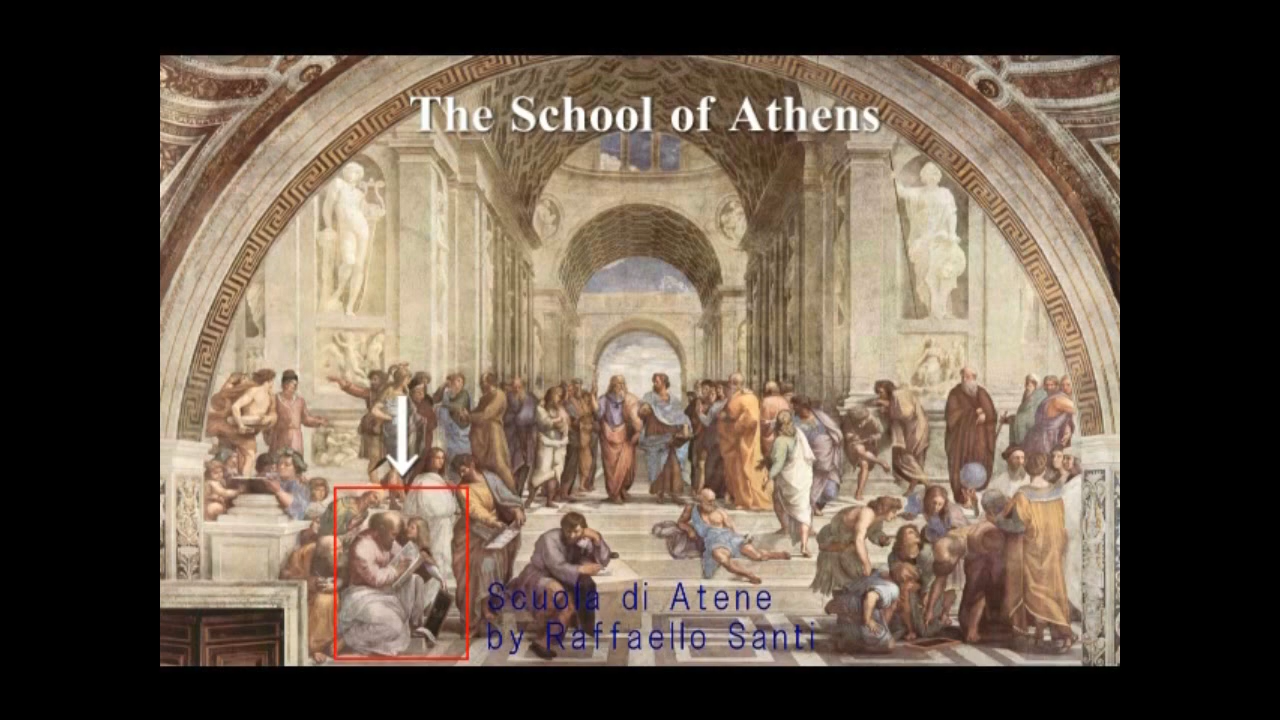 The School of Athens
Scuola di Atene
by Raffaello Santi